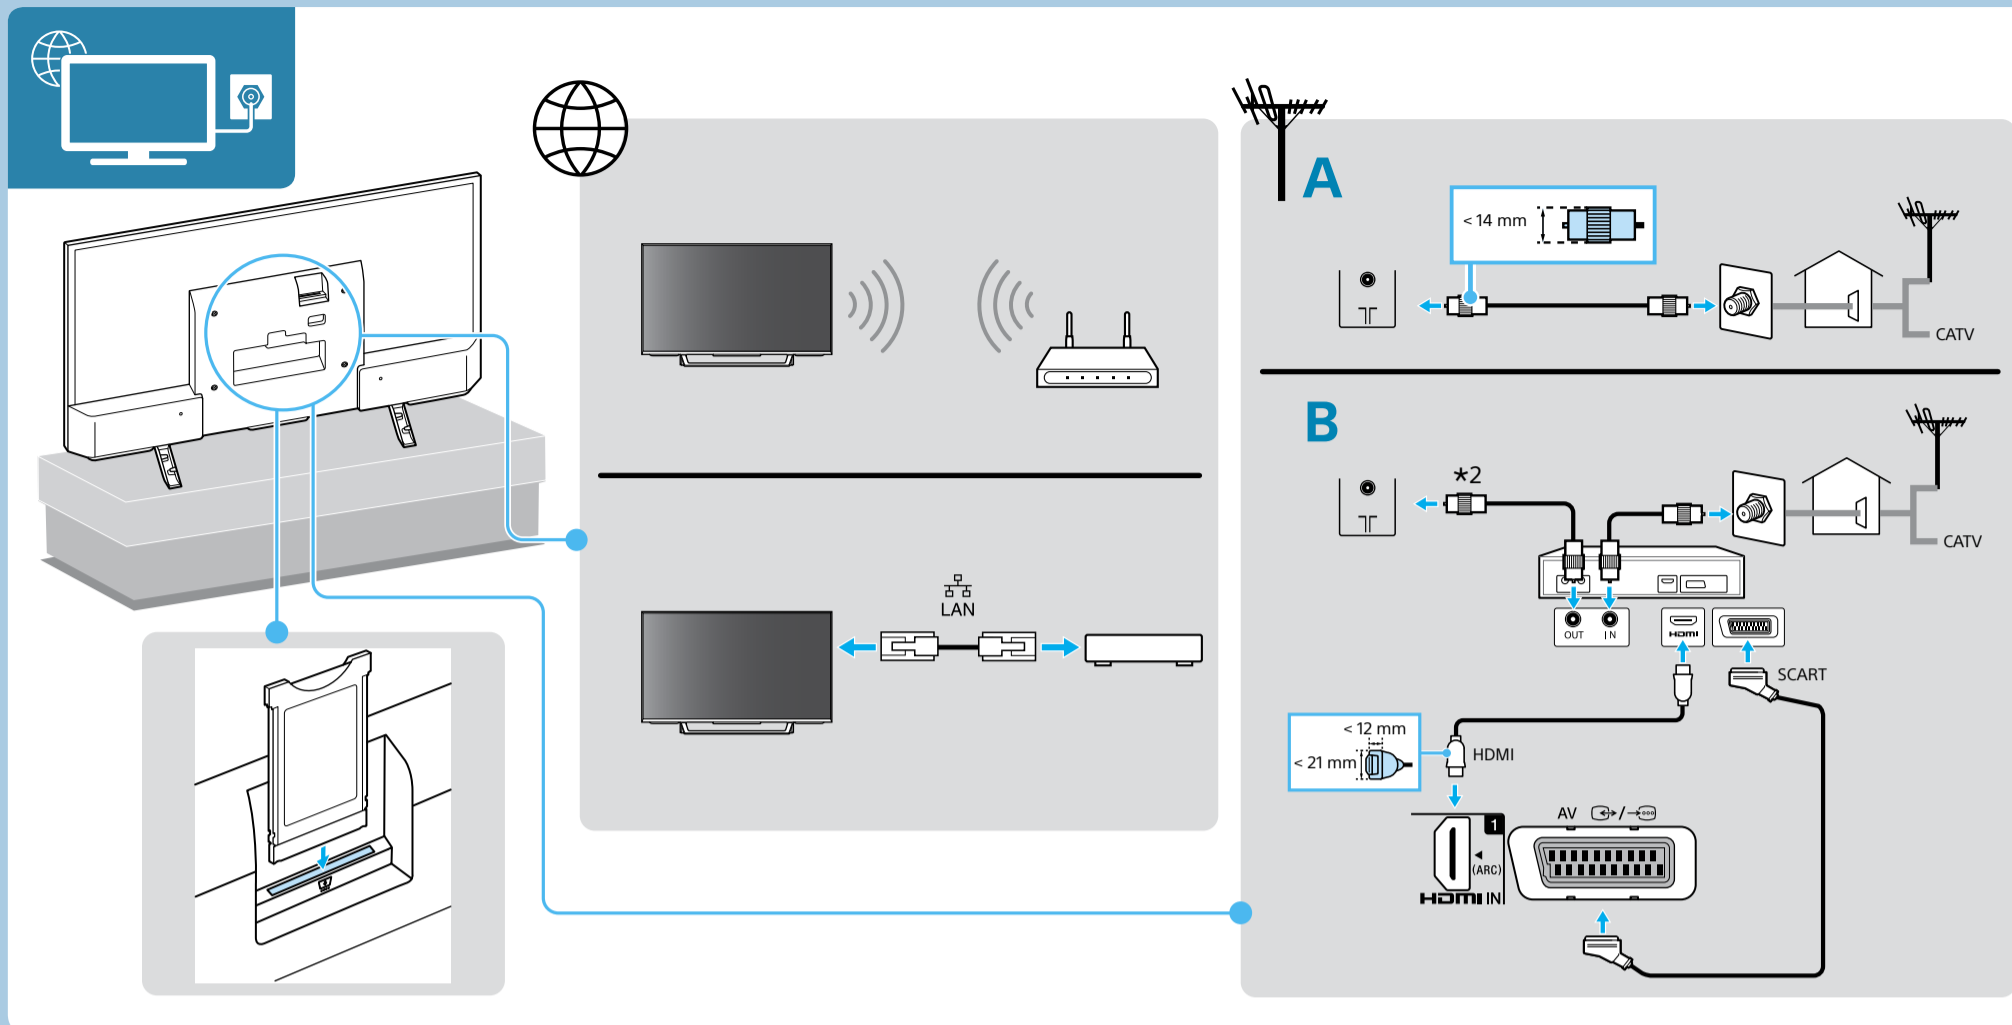 A
< 14 mm
CATV
B
*2
CATV
LAN
OUT
IN
HDMI
SCART
< 12 mm
< 21 mm
HDMI
AV
/
1
(ARC)
HDMI IN